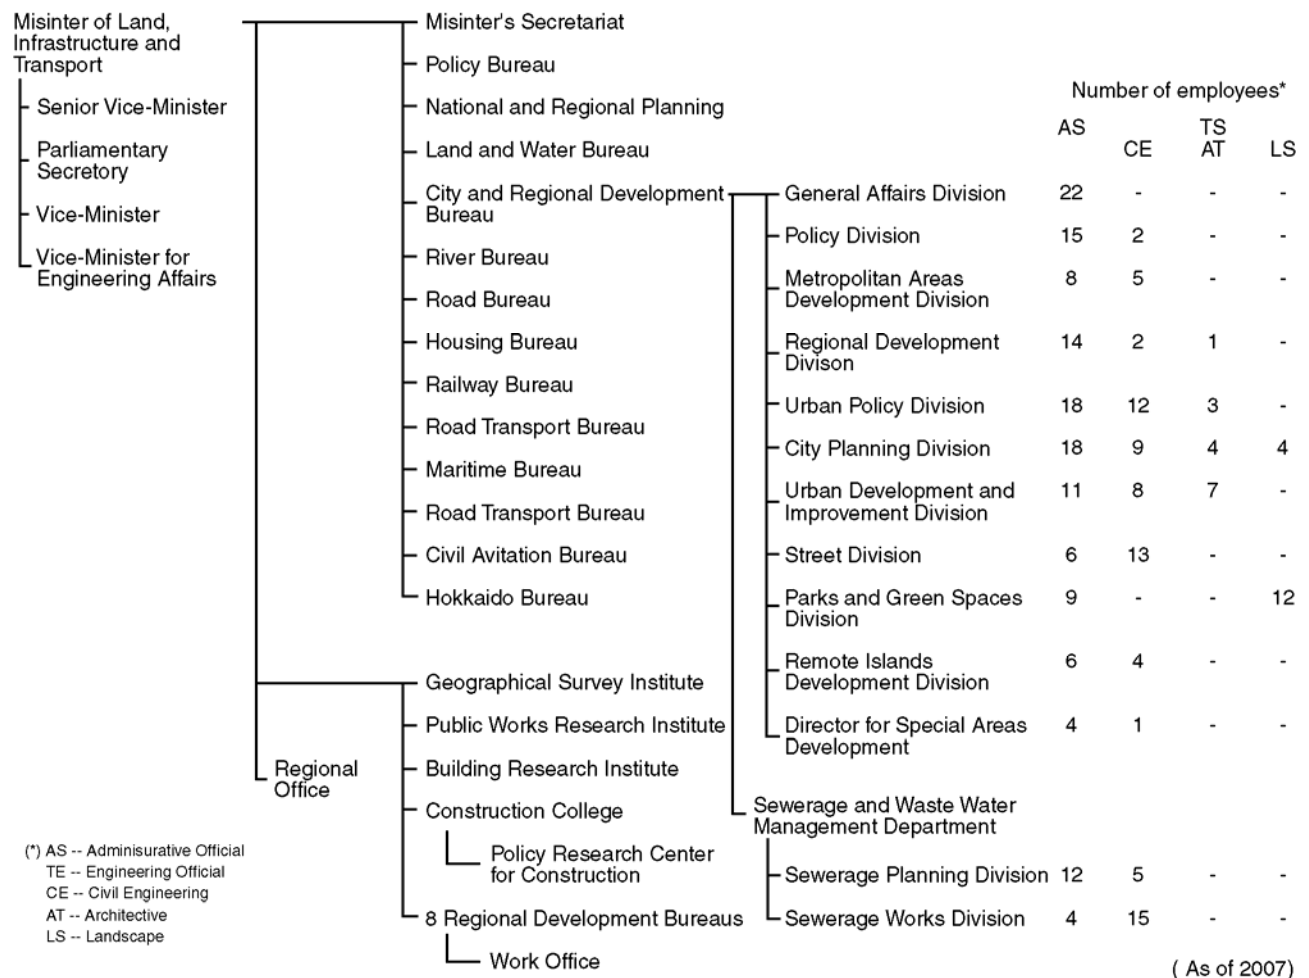 Misinter of Land,
Infrastructure and
Transport
Senior Vice-Minister
Parliamentary
Secretory
Vice-Minister
Vice-Minister for
Engineering Affairs
Misinter's Secretariat
Policy Bureau
National and Regional Planning
Land and Water Bureau
City and Regional Development
Bureau
River Bureau
Road Bureau
Housing Bureau
Railway Bureau
Road Transport Bureau
Maritime Bureau
Road Transport Bureau
Civil Avitation Bureau
Hokkaido Bureau
Geographical Survey Institute
Public Works Research Institute
Building Research Institute
Construction College
Policy Research Center
for Construction
8 Regional Development Bureaus
Work Office
Regional
Office
Number of employees*
AS TS
CE AT LS
General Affairs Division 22 - - -
Policy Division 15 2 - -
Metropolitan Areas 8 5 - -
Development Division
Regional Development 14 2 1 -
Divison
Urban Policy Division 18 12 3 -
City Planning Division 18 9 4 4
Urban Development and 11 8 7 -
Improvement Division
Street Division 6 13 - -
Parks and Green Spaces 9 - - 12
Division
Remote Islands 6 4 - -
Development Division
Director for Special Areas 4 1 - -
Development
Sewerage and Waste Water
Management Department
Sewerage Planning Division 12 5 - -
Sewerage Works Division 4 15 - -
(*) AS -- Adminisurative Official
TE -- Engineering Official
CE -- Civil Engineering
AT -- Architective
LS -- Landscape
( As of 2007)